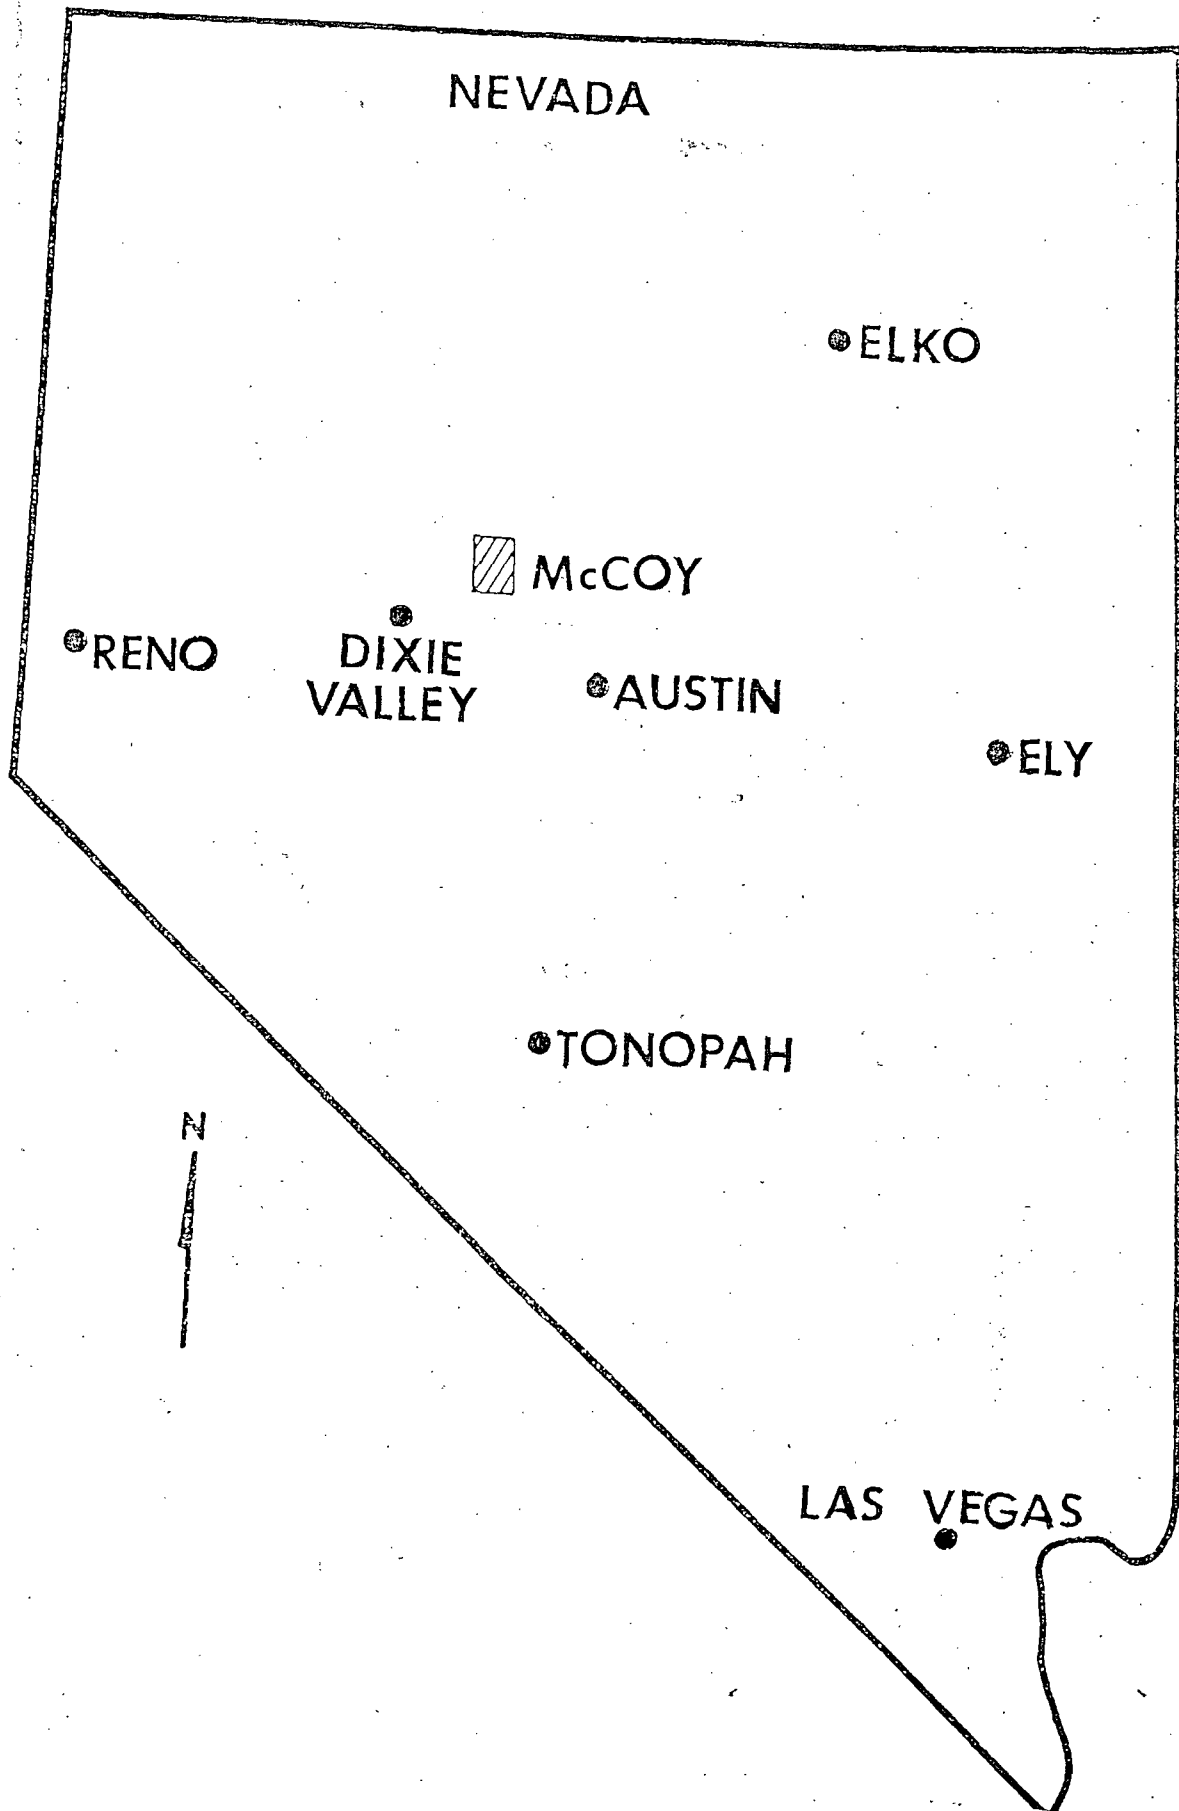 NEVADA
ELKO
McCOY
RENO
DIXIE
VALLEY
AUSTIN
ELY
TONOPAH
N
LAS VEGAS